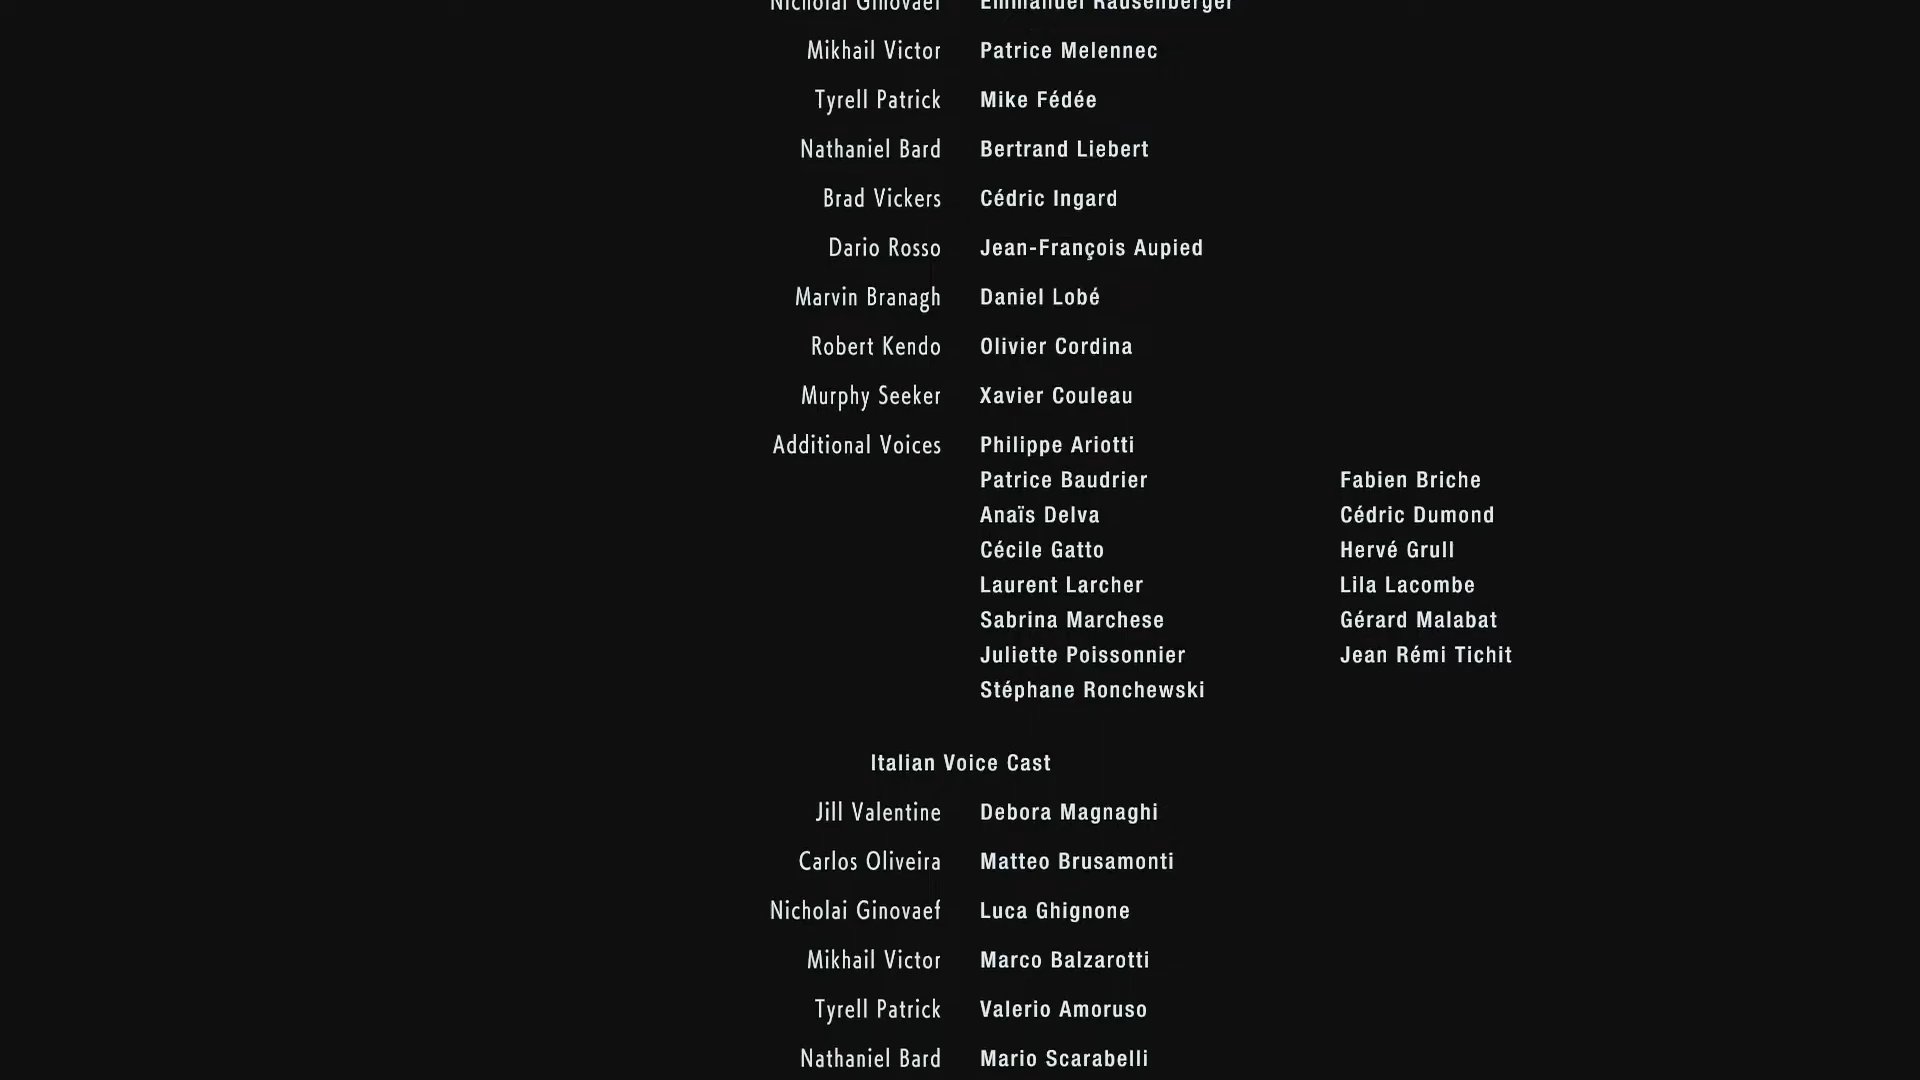 Nicholai Ginovaef Emmanuel Rausenberger
Mikhail Victor Patrice Melennec
Tyrell Patrick Mike Fédée
Nathaniel Bard Bertrand Liebert
Brad Vickers Cédric Ingard
Dario Rosso Jean-François Aupied
Marvin Branagh Daniel Lobé
Robert Kendo Olivier Cordina
Murphy Seeker Xavier Couleau
Additional Voices Philippe Ariotti
Patrice Baudrier Fabien Briche
Anaïs Delva Cédric Dumond
Cécile Gatto Hervé Grull
Laurent Larcher Lila Lacombe
Sabrina Marchese Gérard Malabat
Juliette Poissonnier Jean Rémi Tichit
Stéphane Ronchewski
Italian Voice Cast
Jill Valentine Debora Magnaghi
Carlos Oliveira Matteo Brusamonti
Nicholai Ginovaef Luca Ghignone
Mikhail Victor Marco Balzarotti
Tyrell Patrick Valerio Amoruso
Nathaniel Bard Mario Scarabelli